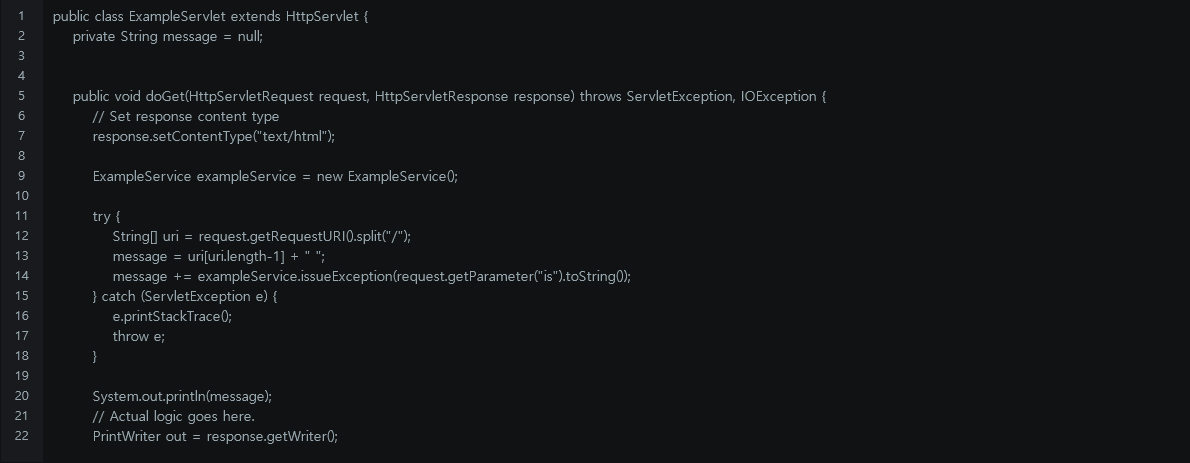 1 public class ExampleServlet extends HttpServlet {
2 private String message = null;
3
4
5 public void doGet(HttpServletRequest request, HttpServletResponse response) throws ServletException, IOException {
6 // Set response content type
7 response.setContentType("text/html");
8
9 ExampleService exampleService = new ExampleService();
10
11 try {
12 String[] uri = request.getRequestURI().split("/");
13 message = uri[uri.length-1] + " ";
14 message += exampleService.issueException(request.getParameter("is").toString());
15 } catch (ServletException e) {
16 e.printStackTrace();
17 throw e;
18 }
19
20 System.out.println(message);
21 // Actual logic goes here.
22 PrintWriter out = response.getWriter();